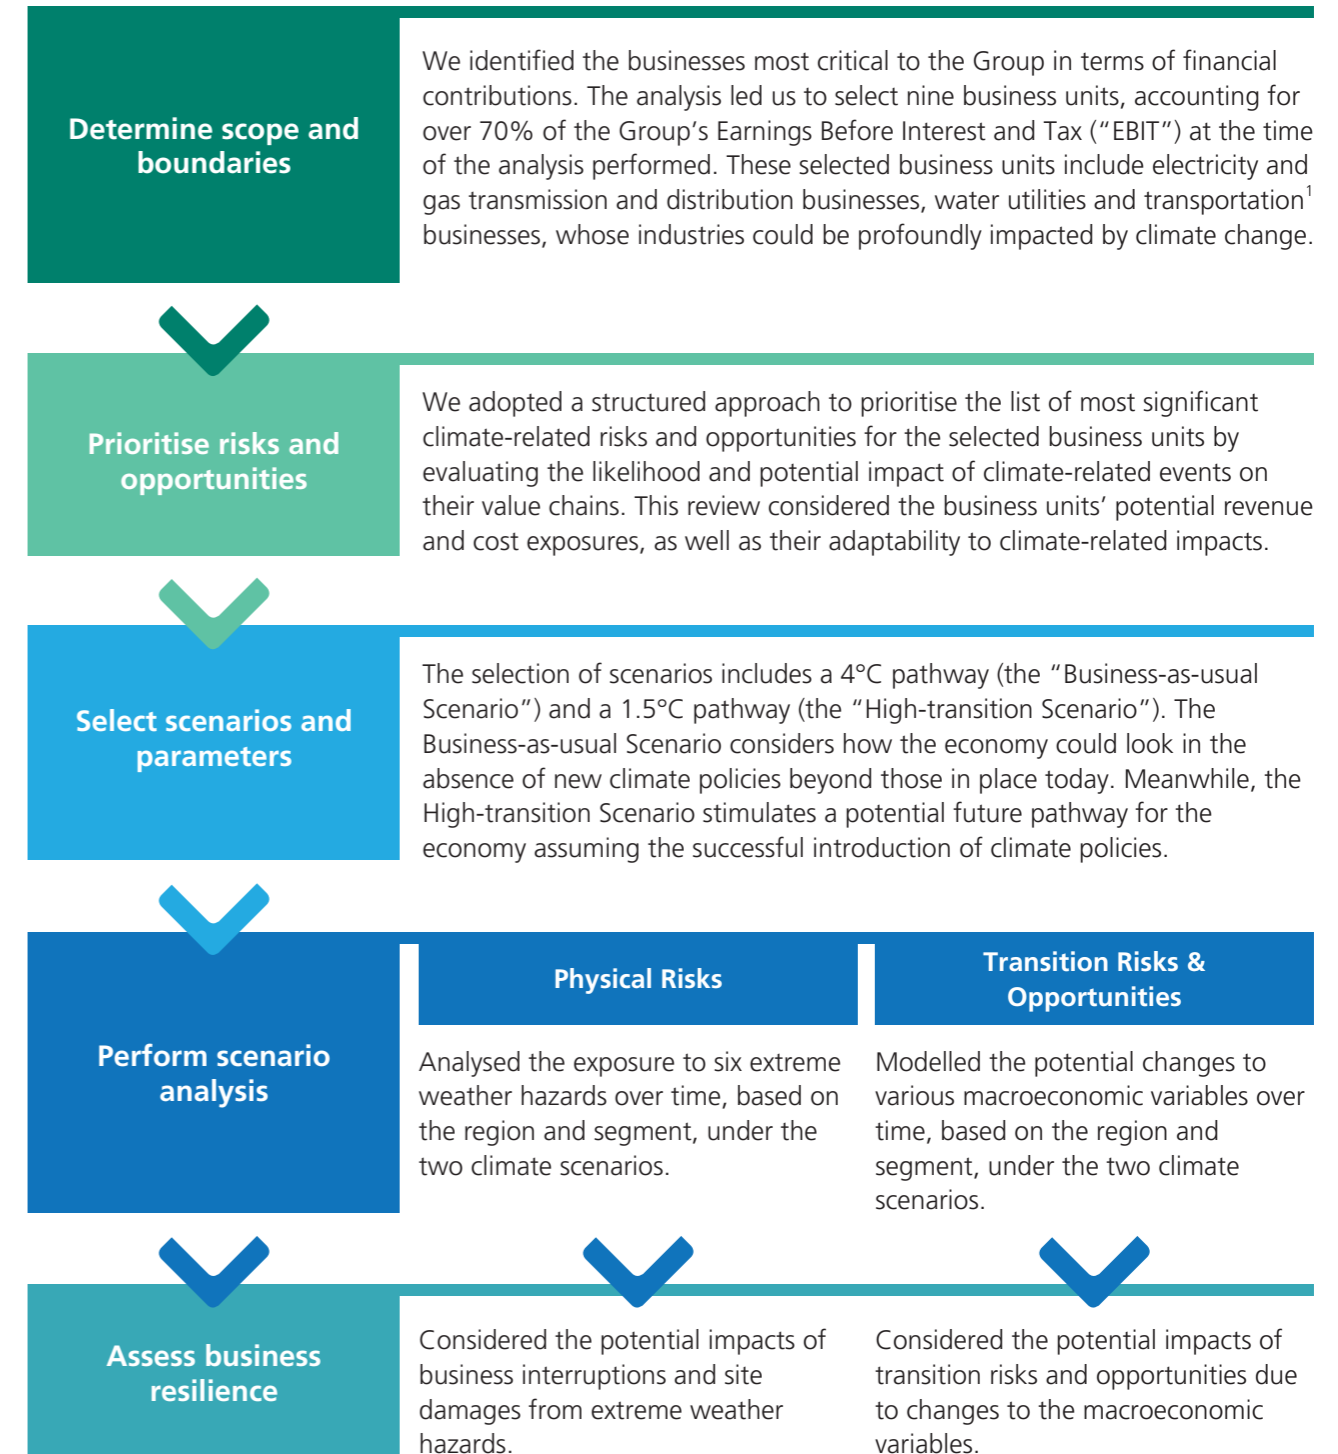 Determine scope and
boundaries
We identified the businesses most critical to the Group in terms of financial
contributions. The analysis led us to select nine business units, accounting for
over 70% of the Group's Earnings Before Interest and Tax ("EBIT") at the time
of the analysis performed. These selected business units include electricity and
gas transmission and distribution businesses, water utilities and transportation1
businesses, whose industries could be profoundly impacted by climate change.
Prioritise risks and
opportunities
We adopted a structured approach to prioritise the list of most significant
climate-related risks and opportunities for the selected business units by
evaluating the likelihood and potential impact of climate-related events on
their value chains. This review considered the business units' potential revenue
and cost exposures, as well as their adaptability to climate-related impacts.
Select scenarios and
parameters
The selection of scenarios includes a 4°C pathway (the "Business-as-usual
Scenario") and a 1.5°C pathway (the "High-transition Scenario"). The
Business-as-usual Scenario considers how the economy could look in the
absence of new climate policies beyond those in place today. Meanwhile, the
High-transition Scenario stimulates a potential future pathway for the
economy assuming the successful introduction of climate policies.
Perform scenario
analysis
Physical Risks
Analysed the exposure to six extreme
weather hazards over time, based on
the region and segment, under the
two climate scenarios.
Transition Risks &
Opportunities
Modelled the potential changes to
various macroeconomic variables over
time, based on the region and
segment, under the two climate
scenarios.
Assess business
resilience
Considered the potential impacts of
business interruptions and site
damages from extreme weather
hazards.
Considered the potential impacts of
transition risks and opportunities due
to changes to the macroeconomic
variables.